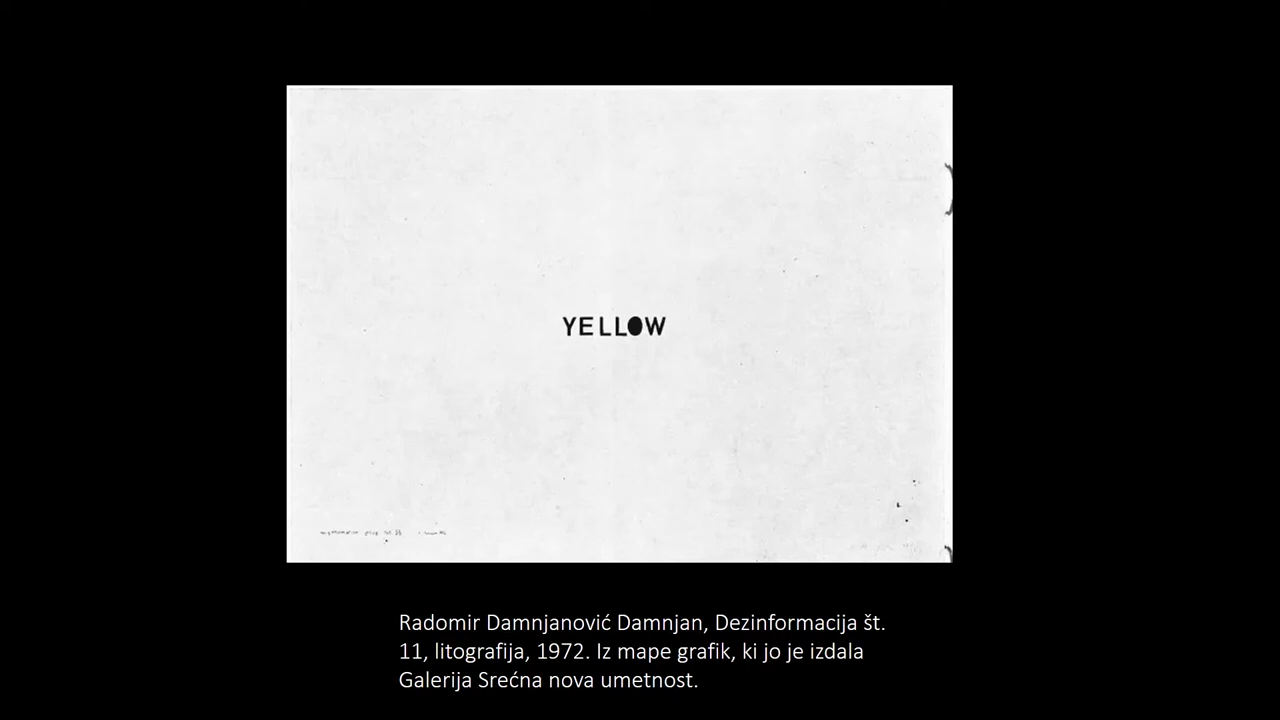 YELLOW
Radomir Damnjanović Damnjan, Dezinformacija št.
11, litografija, 1972. Iz mape grafik, ki jo je izdala
Galerija Srećna nova umetnost.